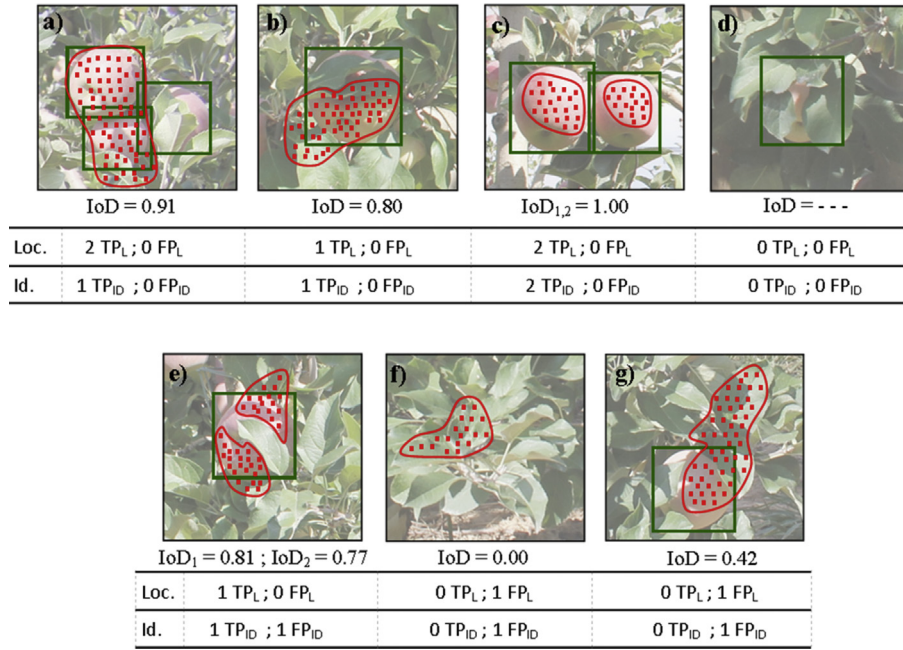 a) b) c) d)
IoD = 0.91 IoD = 0.80 IoD1,2 = 1.00 IoD = - - -
Loc. 2 TPL ; 0 FPL 1 TPL ; 0 FPL 2 TPL ; 0 FPL 0 TPL ; 0 FPL
Id. 1 TPID ; 0 FPID 1 TPID ; 0 FPID 2 TPID ; 0 FPID 0 TPID ; 0 FPID
e) f) g)
IoD1 = 0.81 ; IoD2 = 0.77 IoD = 0.00 IoD = 0.42
Loc. 1 TPL ; 0 FPL 0 TPL ; 1 FPL 0 TPL ; 1 FPL
Id. 1 TPID ; 1 FPID 0 TPID ; 1 FPID 0 TPID ; 1 FPID